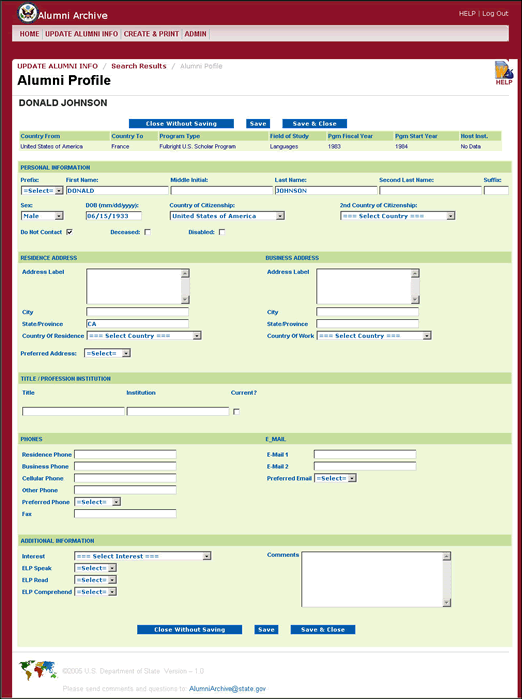 Alumni Archive
HELP | Log Out
HOME | UPDATE ALUMNI INFO | CREATE & PRINT | ADMIN
UPDATE ALUMNI INFO / Search Results / Alumni Profile
Alumni Profile
HELP
DONALD JOHNSON
Close Without Saving Save Save & Close
Country From Country To Program Type Field of Study Pgm Fiscal Year Pgm Start Year Host Inst.
United States of America France Fulbright U.S. Scholar Program Languages 1983 1984 No Data
PERSONAL INFORMATION
Prefix: First Name: Middle Initial: Last Name: Second Last Name: Suffix:
=Select= DONALD JOHNSON
Sex: DOB (mm/dd/yyyy): Country of Citizenship: 2nd Country of Citizenship:
Male 06/15/1933 United States of America === Select Country ===
Do Not Contact Deceased: Disabled:
RESIDENCE ADDRESS BUSINESS ADDRESS
Address Label Address Label
City City
State/Province CA State/Province
Country Of Residence === Select Country === Country Of Work === Select Country ===
Preferred Address: =Select=
TITLE / PROFESSION INSTITUTION
Title Institution Current?
PHONES E_MAIL
Residence Phone E-Mail 1
Business Phone E-Mail 2
Cellular Phone Preferred Email =Select=
Other Phone
Preferred Phone =Select=
Fax
ADDITIONAL INFORMATION
Interest === Select Interest === Comments
ELP Speak =Select=
ELP Read =Select=
ELP Comprehend =Select=
Close Without Saving Save Save & Close
©2005 U.S. Department of State Version - 1.0
Please send comments and questions to: AlumniArchive@state.gov